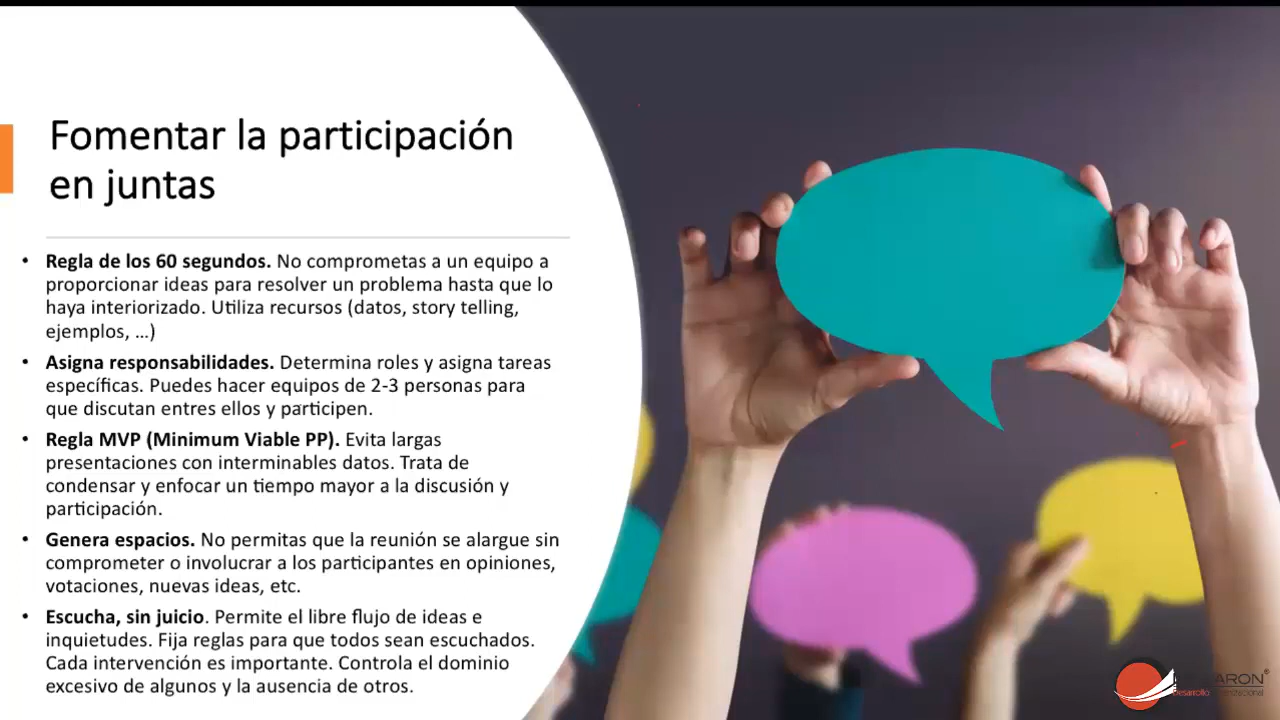 Fomentar la participación
en juntas
• Regla de los 60 segundos. No comprometas a un equipo a
proporcionar ideas para resolver un problema hasta que lo
haya interiorizado. Utiliza recursos (datos, story telling,
ejemplos, ...)
• Asigna responsabilidades. Determina roles y asigna tareas
específicas. Puedes hacer equipos de 2-3 personas para
que discutan entres ellos y participen.
• Regla MVP (Minimum Viable PP). Evita largas
presentaciones con interminables datos. Trata de
condensar y enfocar un tiempo mayor a la discusión y
participación.
• Genera espacios. No permitas que la reunión se alargue sin
comprometer o involucrar a los participantes en opiniones,
votaciones, nuevas ideas, etc.
• Escucha, sin juicio. Permite el libre flujo de ideas e
inquietudes. Fija reglas para que todos sean escuchados.
Cada intervención es importante. Controla el dominio
excesivo de algunos y la ausencia de otros.
Desarrollo